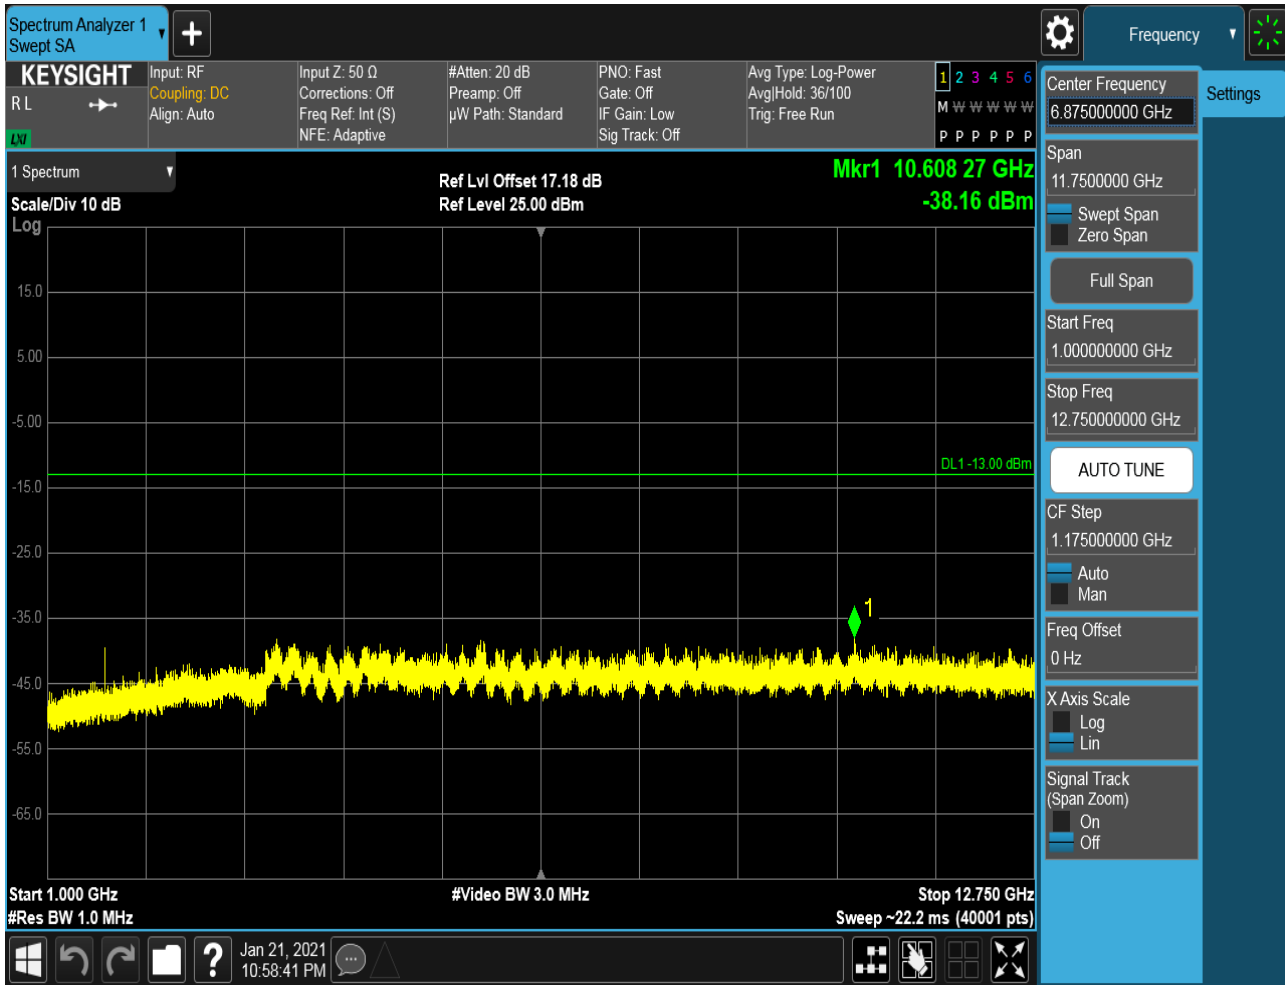 Spectrum Analyzer 1
Swept SA
Frequency
KEYSIGHT
R L
LXI
Input: RF
Coupling: DC
Align: Auto
Input Z: 50 Ω
Corrections: Off
Freq Ref: Int (S)
NFE: Adaptive
#Atten: 20 dB
Preamp: Off
µW Path: Standard
PNO: Fast
Gate: Off
IF Gain: Low
Sig Track: Off
Avg Type: Log-Power
Avg|Hold: 36/100
Trig: Free Run
1 2 3 4 5 6
M W W W W W
P P P P P P
1 Spectrum
Scale/Div 10 dB
Ref Lvl Offset 17.18 dB
Ref Level 25.00 dBm
Mkr1 10.608 27 GHz
-38.16 dBm
Log
15.0
5.00
-5.00
-15.0
-25.0
-35.0
-45.0
-55.0
-65.0
DL1 -13.00 dBm
1
Start 1.000 GHz
#Res BW 1.0 MHz
#Video BW 3.0 MHz
Stop 12.750 GHz
Sweep ~22.2 ms (40001 pts)
Center Frequency
6.875000000 GHz
Settings
Span
11.7500000 GHz
Swept Span
Zero Span
Full Span
Start Freq
1.000000000 GHz
Stop Freq
12.750000000 GHz
AUTO TUNE
CF Step
1.175000000 GHz
Auto
Man
Freq Offset
0 Hz
X Axis Scale
Log
Lin
Signal Track
(Span Zoom)
On
Off
?
Jan 21, 2021
10:58:41 PM